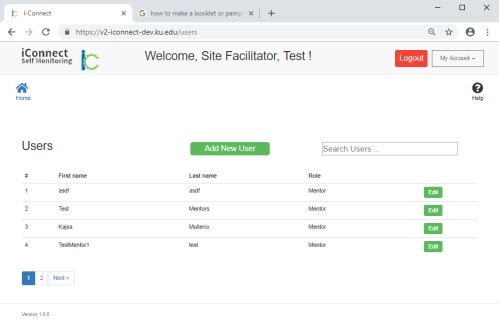 I-Connect
how to make a booklet or pamp
https://v2-iconnect-dev.ku.edu/users
iConnect
Self Monitoring
Welcome, Site Facilitator, Test !
Logout
My Account
Home
Help
Users
Add New User
Search Users ...
# First name Last name Role
1 asdf asdf Mentor Edit
2 Test Mentors Mentor Edit
3 Kajsa Mullenix Mentor Edit
4 TestMentor1 test Mentor Edit
1 2 Next »
Version 1.0.0